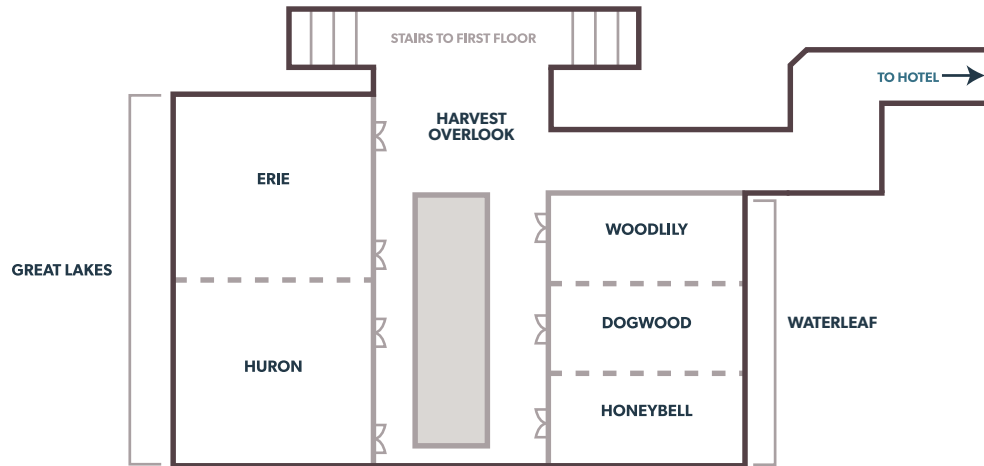 STAIRS TO FIRST FLOOR
TO HOTEL
HARVEST
OVERLOOK
ERIE
WOODLILY
GREAT LAKES
DOGWOOD
WATERLEAF
HURON
HONEYBELL